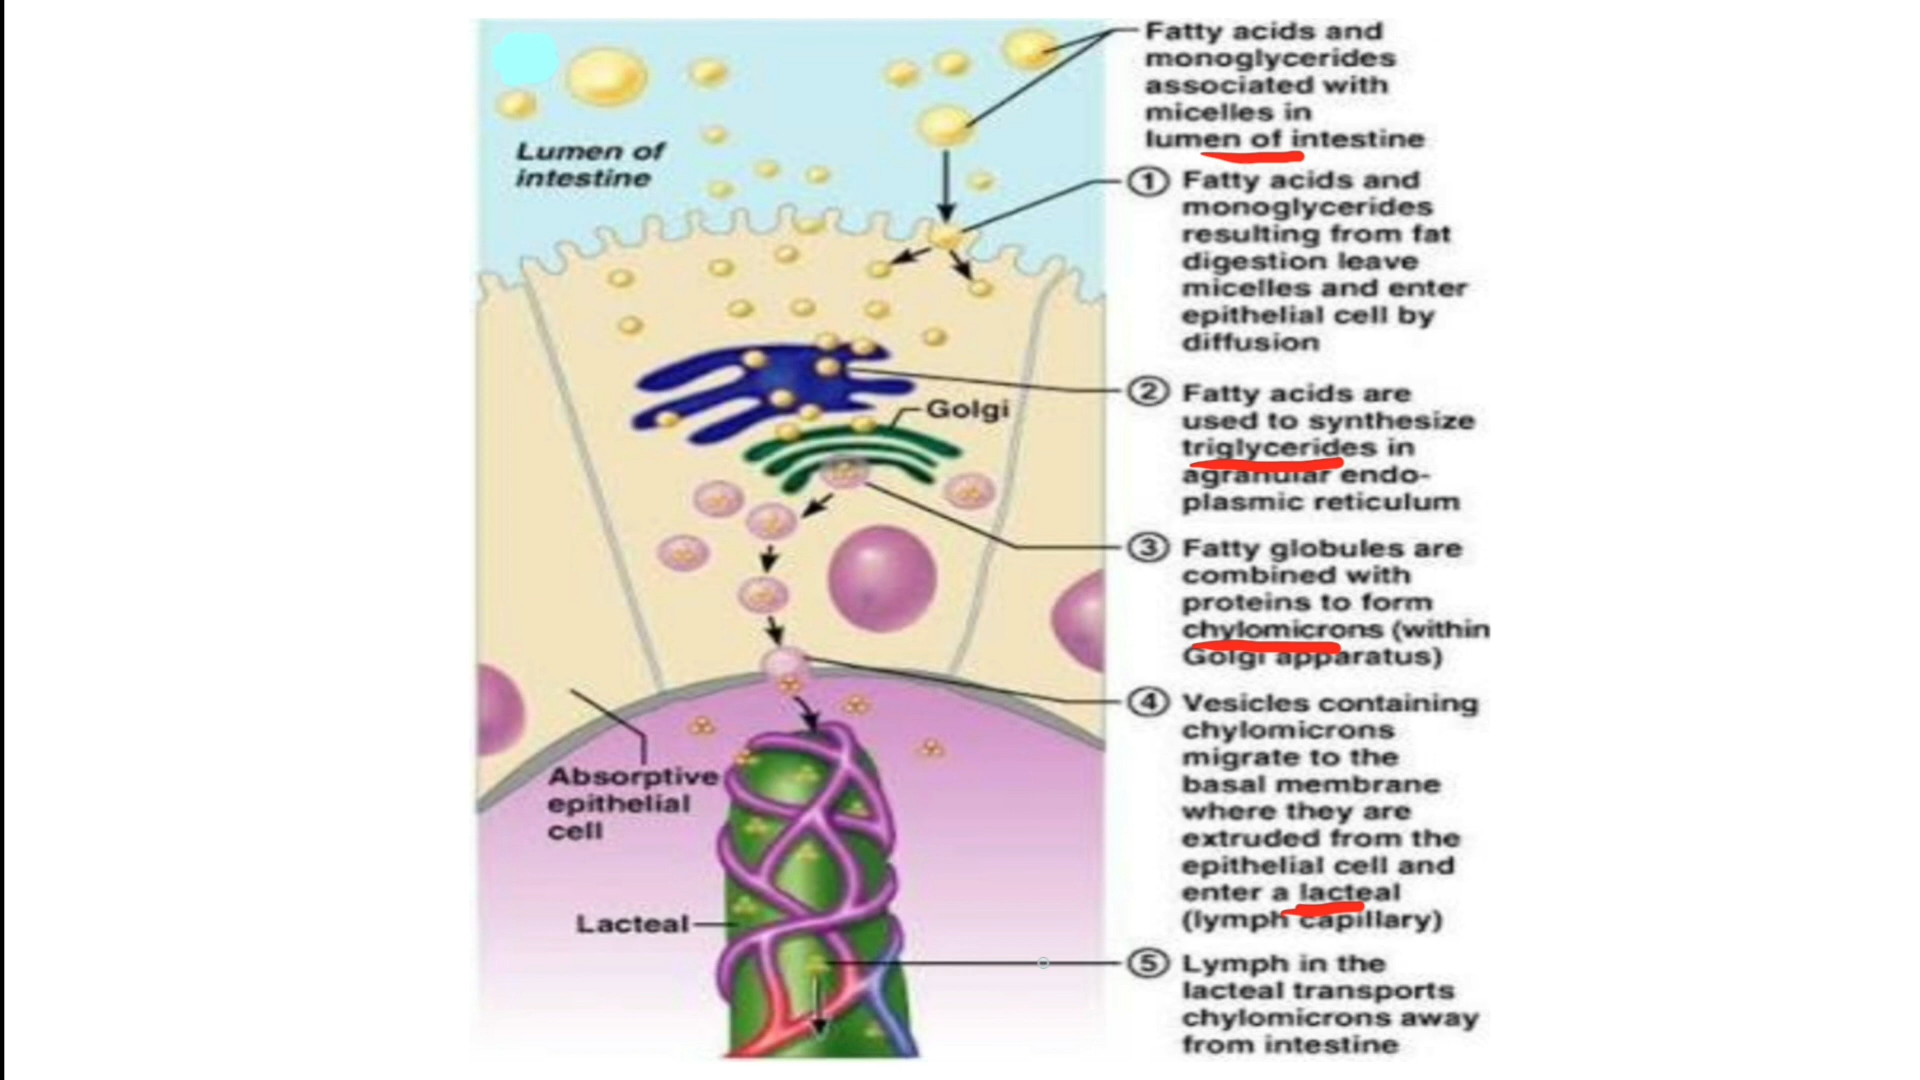 Fatty acids and
monoglycerides
associated with
micelles in
lumen of intestine
Lumen of
intestine
1 Fatty acids and
monoglycerides
resulting from fat
digestion leave
micelles and enter
epithelial cell by
diffusion
2 Fatty acids are
used to synthesize
triglycerides in
agranular endo-
plasmic reticulum
Golgi
3 Fatty globules are
combined with
proteins to form
chylomicrons (within
Golgi apparatus)
4 Vesicles containing
chylomicrons
migrate to the
basal membrane
where they are
extruded from the
epithelial cell and
enter a lacteal
(lymph capillary)
Absorptive
epithelial
cell
Lacteal
5 Lymph in the
lacteal transports
chylomicrons away
from intestine